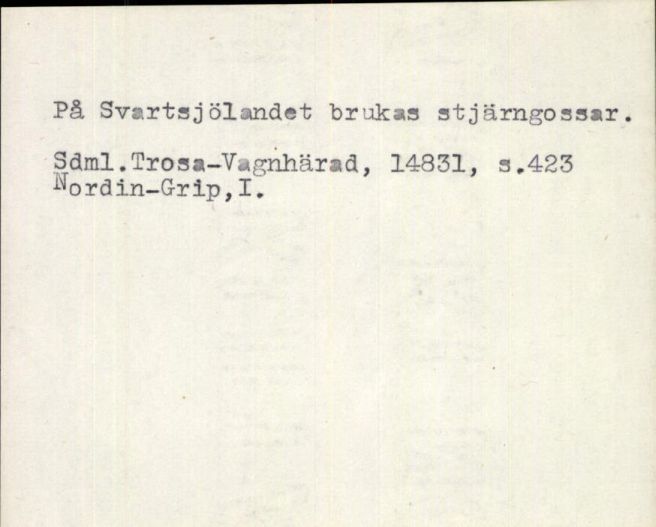 På Svartsjölandet brukas stjärngossar.
Sdml.Trosa-Vagnhärad, 14831, s.423
Nordin-Grip,I.